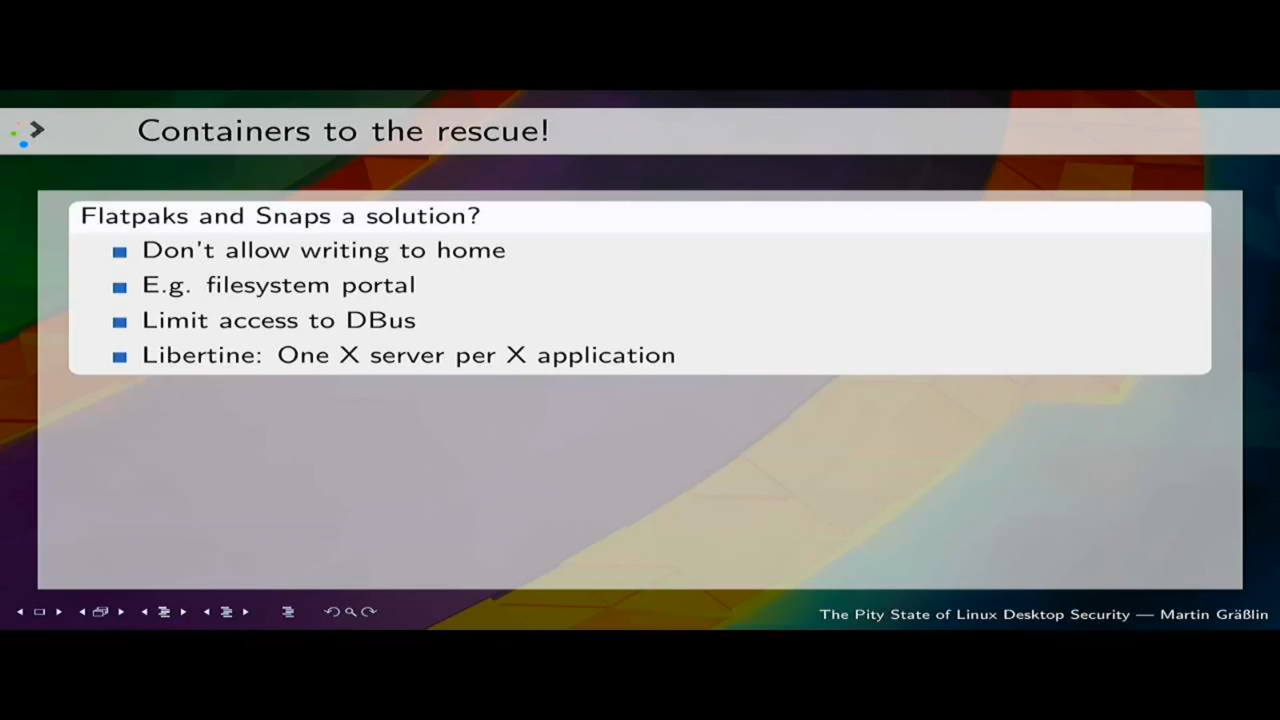 Containers to the rescue!
Flatpaks and Snaps a solution?
Don't allow writing to home
E.g. filesystem portal
Limit access to DBus
Libertine: One X server per X application
The Pity State of Linux Desktop Security — Martin Gräßlin